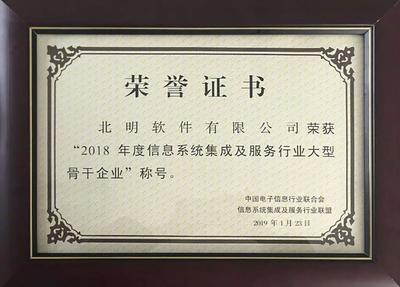 荣誉证书
北明软件有限公司荣获
“2018 年度信息系统集成及服务行业大型
骨干企业”称号。
中国电子信息行业联合会
信息系统集成及服务行业联盟
2019 年 1 月 23 日